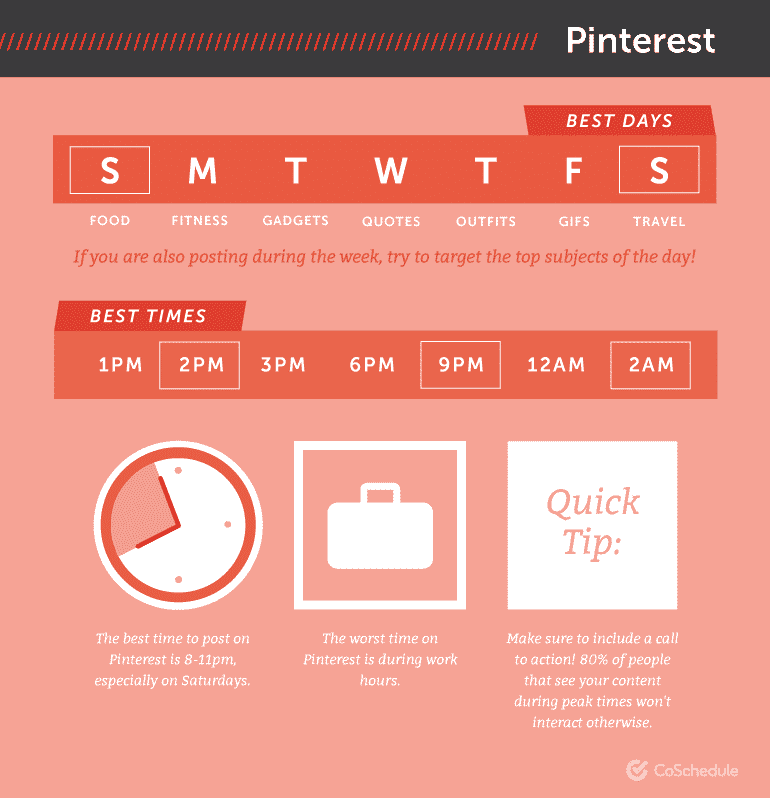 Pinterest
BEST DAYS
S M T W T F S
FOOD FITNESS GADGETS QUOTES OUTFITS GIFS TRAVEL
If you are also posting during the week, try to target the top subjects of the day!
BEST TIMES
1PM 2PM 3PM 6PM 9PM 12AM 2AM
The best time to post on
Pinterest is 8-11pm,
especially on Saturdays.
The worst time on
Pinterest is during work
hours.
Quick
Tip:
Make sure to include a call
to action! 80% of people
that see your content
during peak times won't
interact otherwise.
CoSchedule